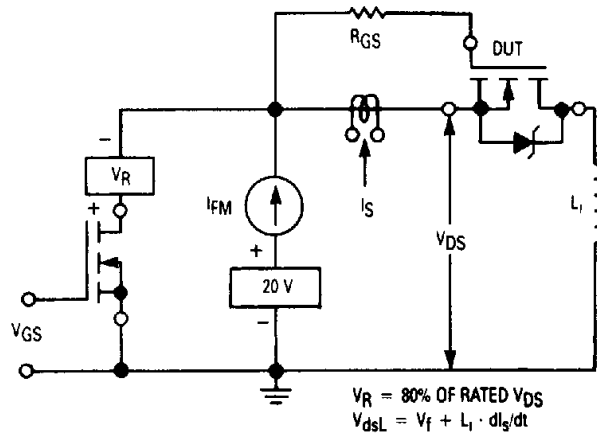 RGS
DUT
−
VR
+
IFM
IS
Li
+
VDS
20 V
−
VGS
VR = 80% OF RATED VDS
VdsL = Vf + Li · dIs/dt